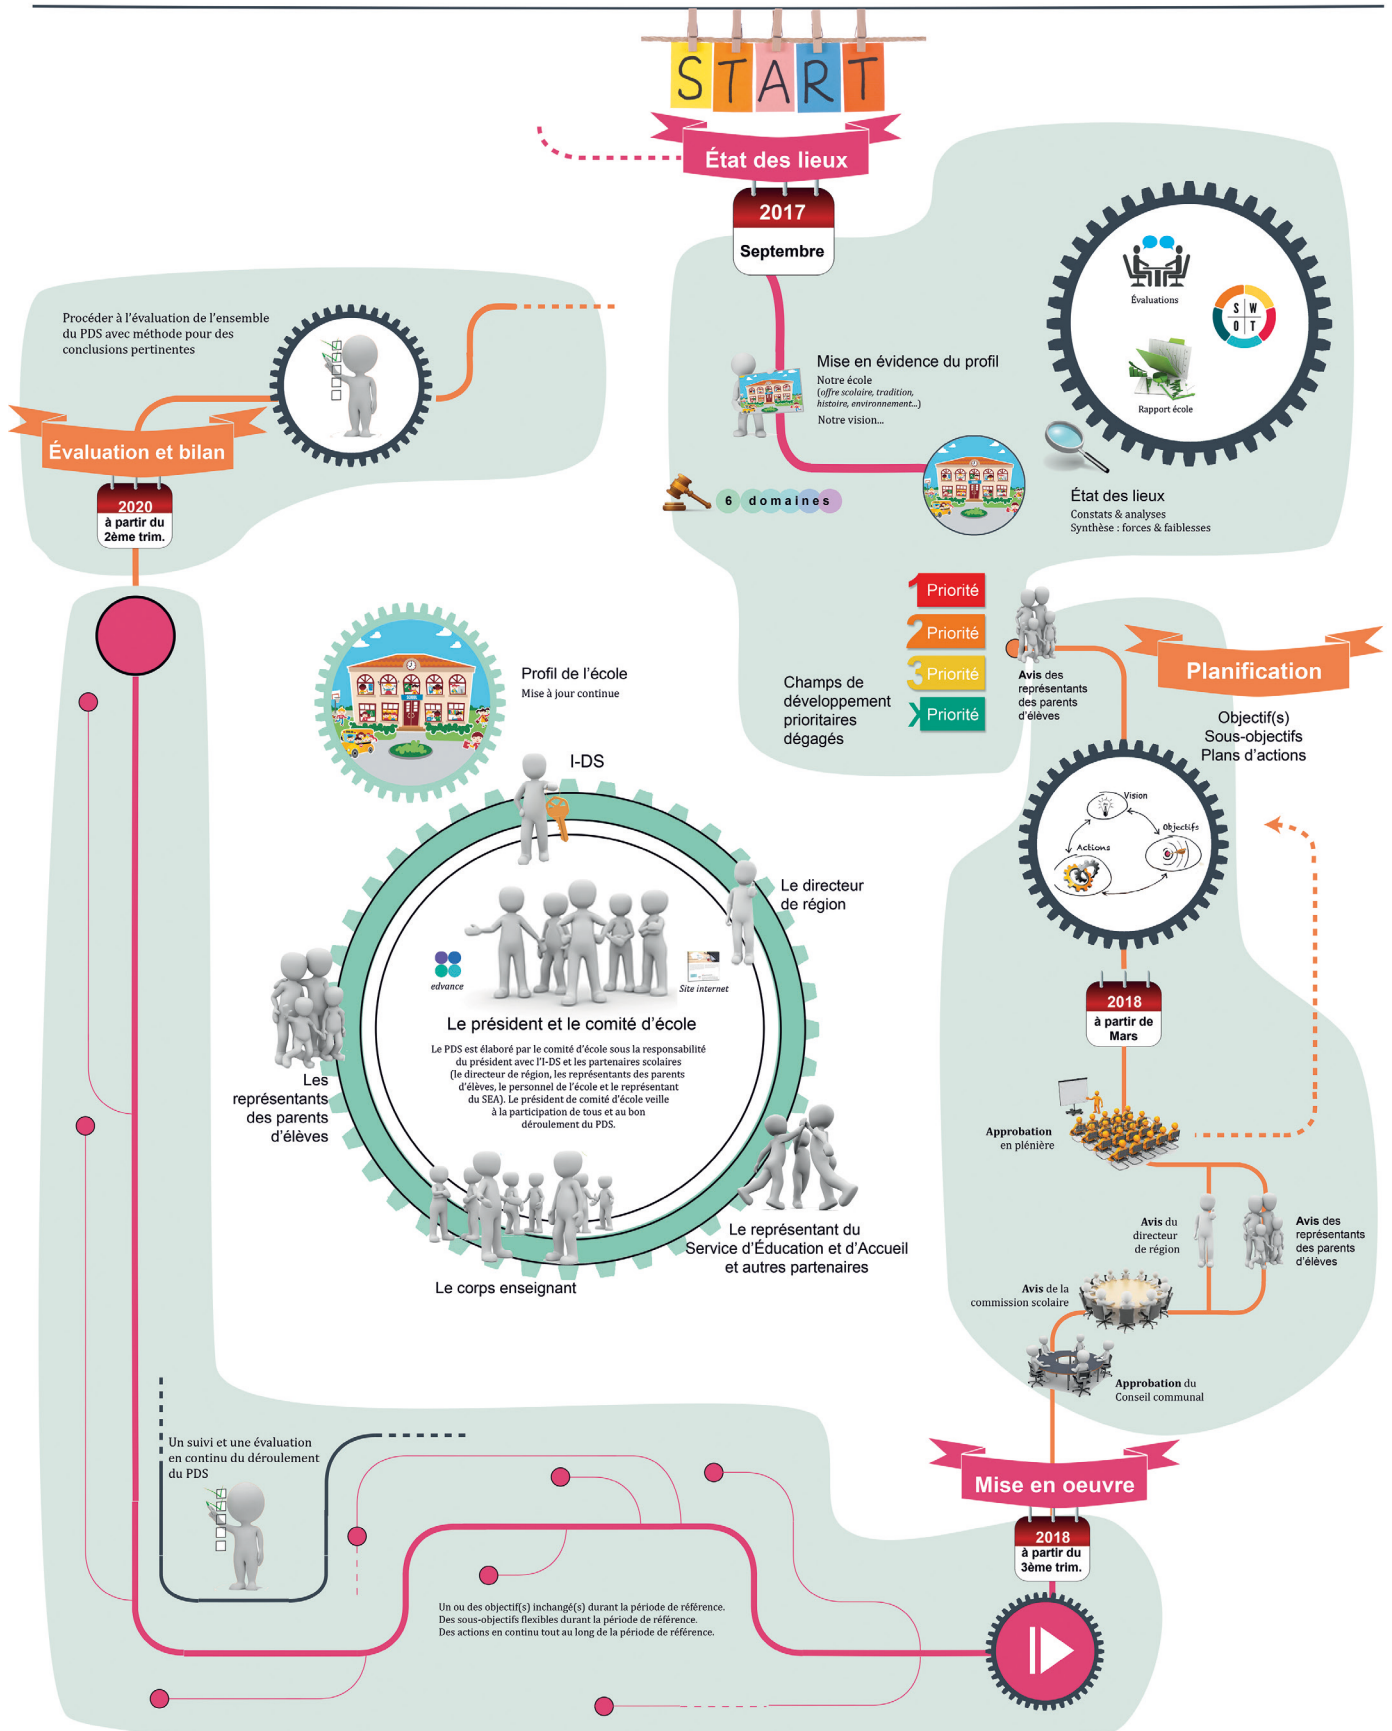 START
État des lieux
2017
Septembre
Mise en évidence du profil
Notre école
(offre scolaire, tradition,
histoire, environnement...)
Notre vision...
6 domaines
Évaluations
S W
O T
Rapport école
État des lieux
Constats & analyses
Synthèse : forces & faiblesses
1 Priorité
2 Priorité
3 Priorité
X Priorité
Champs de
développement
prioritaires
dégagés
Avis des
représentants
des parents
d'élèves
Planification
Objectif(s)
Sous-objectifs
Plans d'actions
Vision
Objectifs
Actions
2018
à partir de
Mars
Approbation
en plénière
Avis du
directeur
de région
Avis des
représentants
des parents
d'élèves
Avis de la
commission scolaire
Approbation du
Conseil communal
Mise en oeuvre
2018
à partir du
3ème trim.
Un ou des objectif(s) inchangé(s) durant la période de référence.
Des sous-objectifs flexibles durant la période de référence.
Des actions en continu tout au long de la période de référence.
Un suivi et une évaluation
en continu du déroulement
du PDS
Évaluation et bilan
2020
à partir du
2ème trim.
Procéder à l'évaluation de l'ensemble
du PDS avec méthode pour des
conclusions pertinentes
Profil de l'école
Mise à jour continue
I-DS
Le directeur
de région
edvance
Site internet
Le président et le comité d'école
Le PDS est élaboré par le comité d'école sous la responsabilité
du président avec l'I-DS et les partenaires scolaires
(le directeur de région, les représentants des parents
d'élèves, le personnel de l'école et le représentant
du SEA). Le président de comité d'école veille
à la participation de tous et au bon
déroulement du PDS.
Les
représentants
des parents
d'élèves
Le représentant du
Service d'Éducation et d'Accueil
et autres partenaires
Le corps enseignant